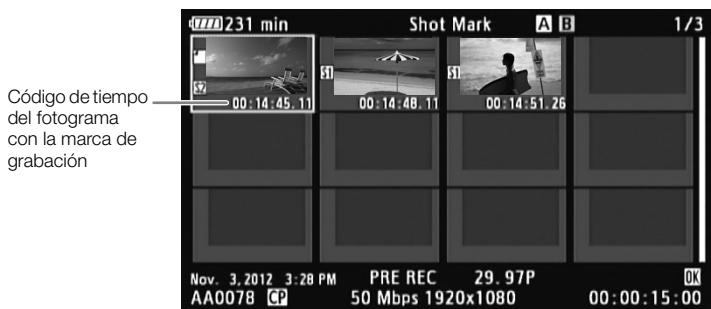 231 min Shot Mark A B 1/3
S2 S1 S1
00:14:45.11 00:14:48.11 00:14:51.26
Código de tiempo
del fotograma
con la marca de
grabación
Nov. 3,2012 3:28 PM PRE REC 29.97P OK
AA0078 CP 50 Mbps 1920x1080 00:00:15:00